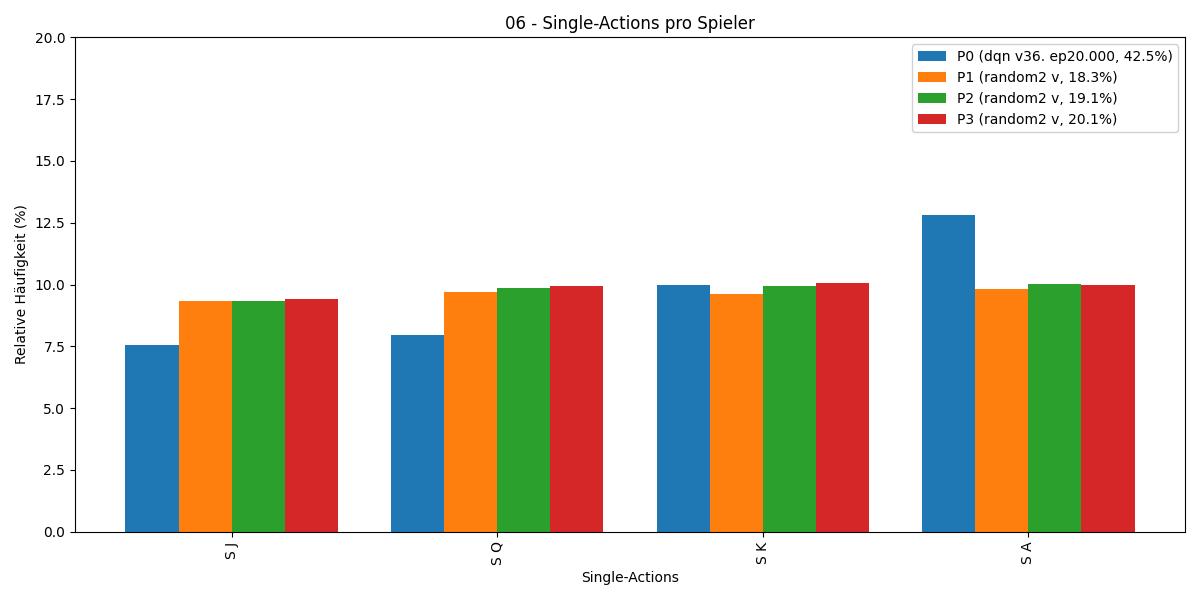 06 - Single-Actions pro Spieler
Relative Häufigkeit (%)
20.0
17.5
15.0
12.5
10.0
7.5
5.0
2.5
0.0
P0 (dqn v36. ep20.000, 42.5%)
P1 (random2 v, 18.3%)
P2 (random2 v, 19.1%)
P3 (random2 v, 20.1%)
S J
S Q
S K
S A
Single-Actions